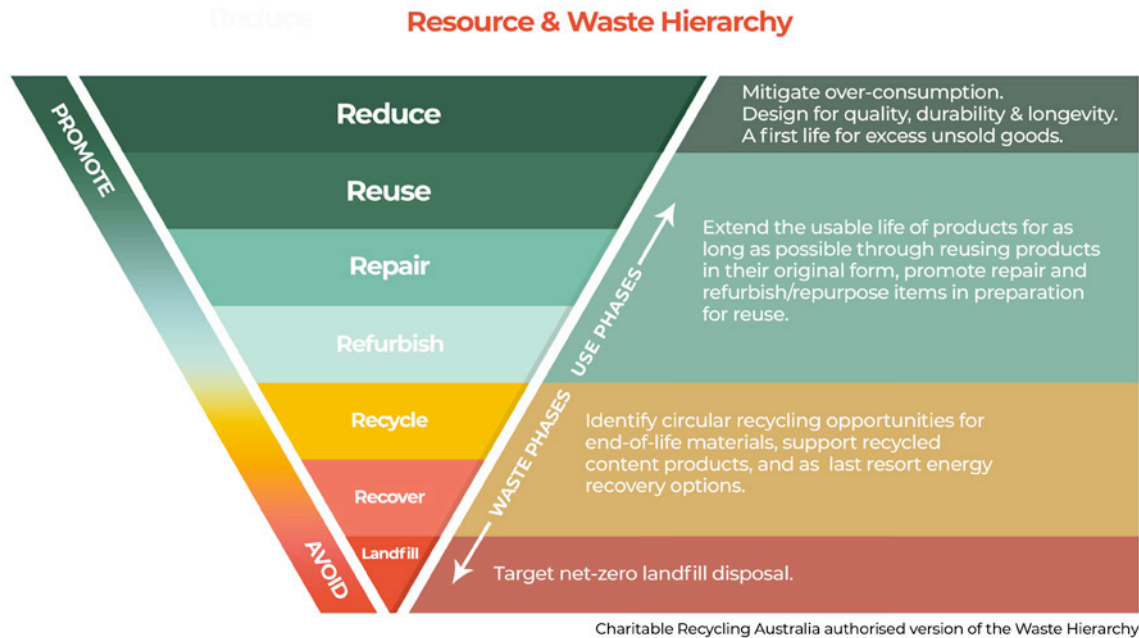 Reduce
Resource & Waste Hierarchy
PROMOTE
AVOID
Reduce
Reuse
Repair
Refurbish
Recycle
Recover
Landfill
USE PHASES
WASTE PHASES
Mitigate over-consumption.
Design for quality, durability & longevity.
A first life for excess unsold goods.
Extend the usable life of products for as
long as possible through reusing products
in their original form, promote repair and
refurbish/repurpose items in preparation
for reuse.
Identify circular recycling opportunities for
end-of-life materials, support recycled
content products, and as last resort energy
recovery options.
Target net-zero landfill disposal.
Charitable Recycling Australia authorised version of the Waste Hierarchy